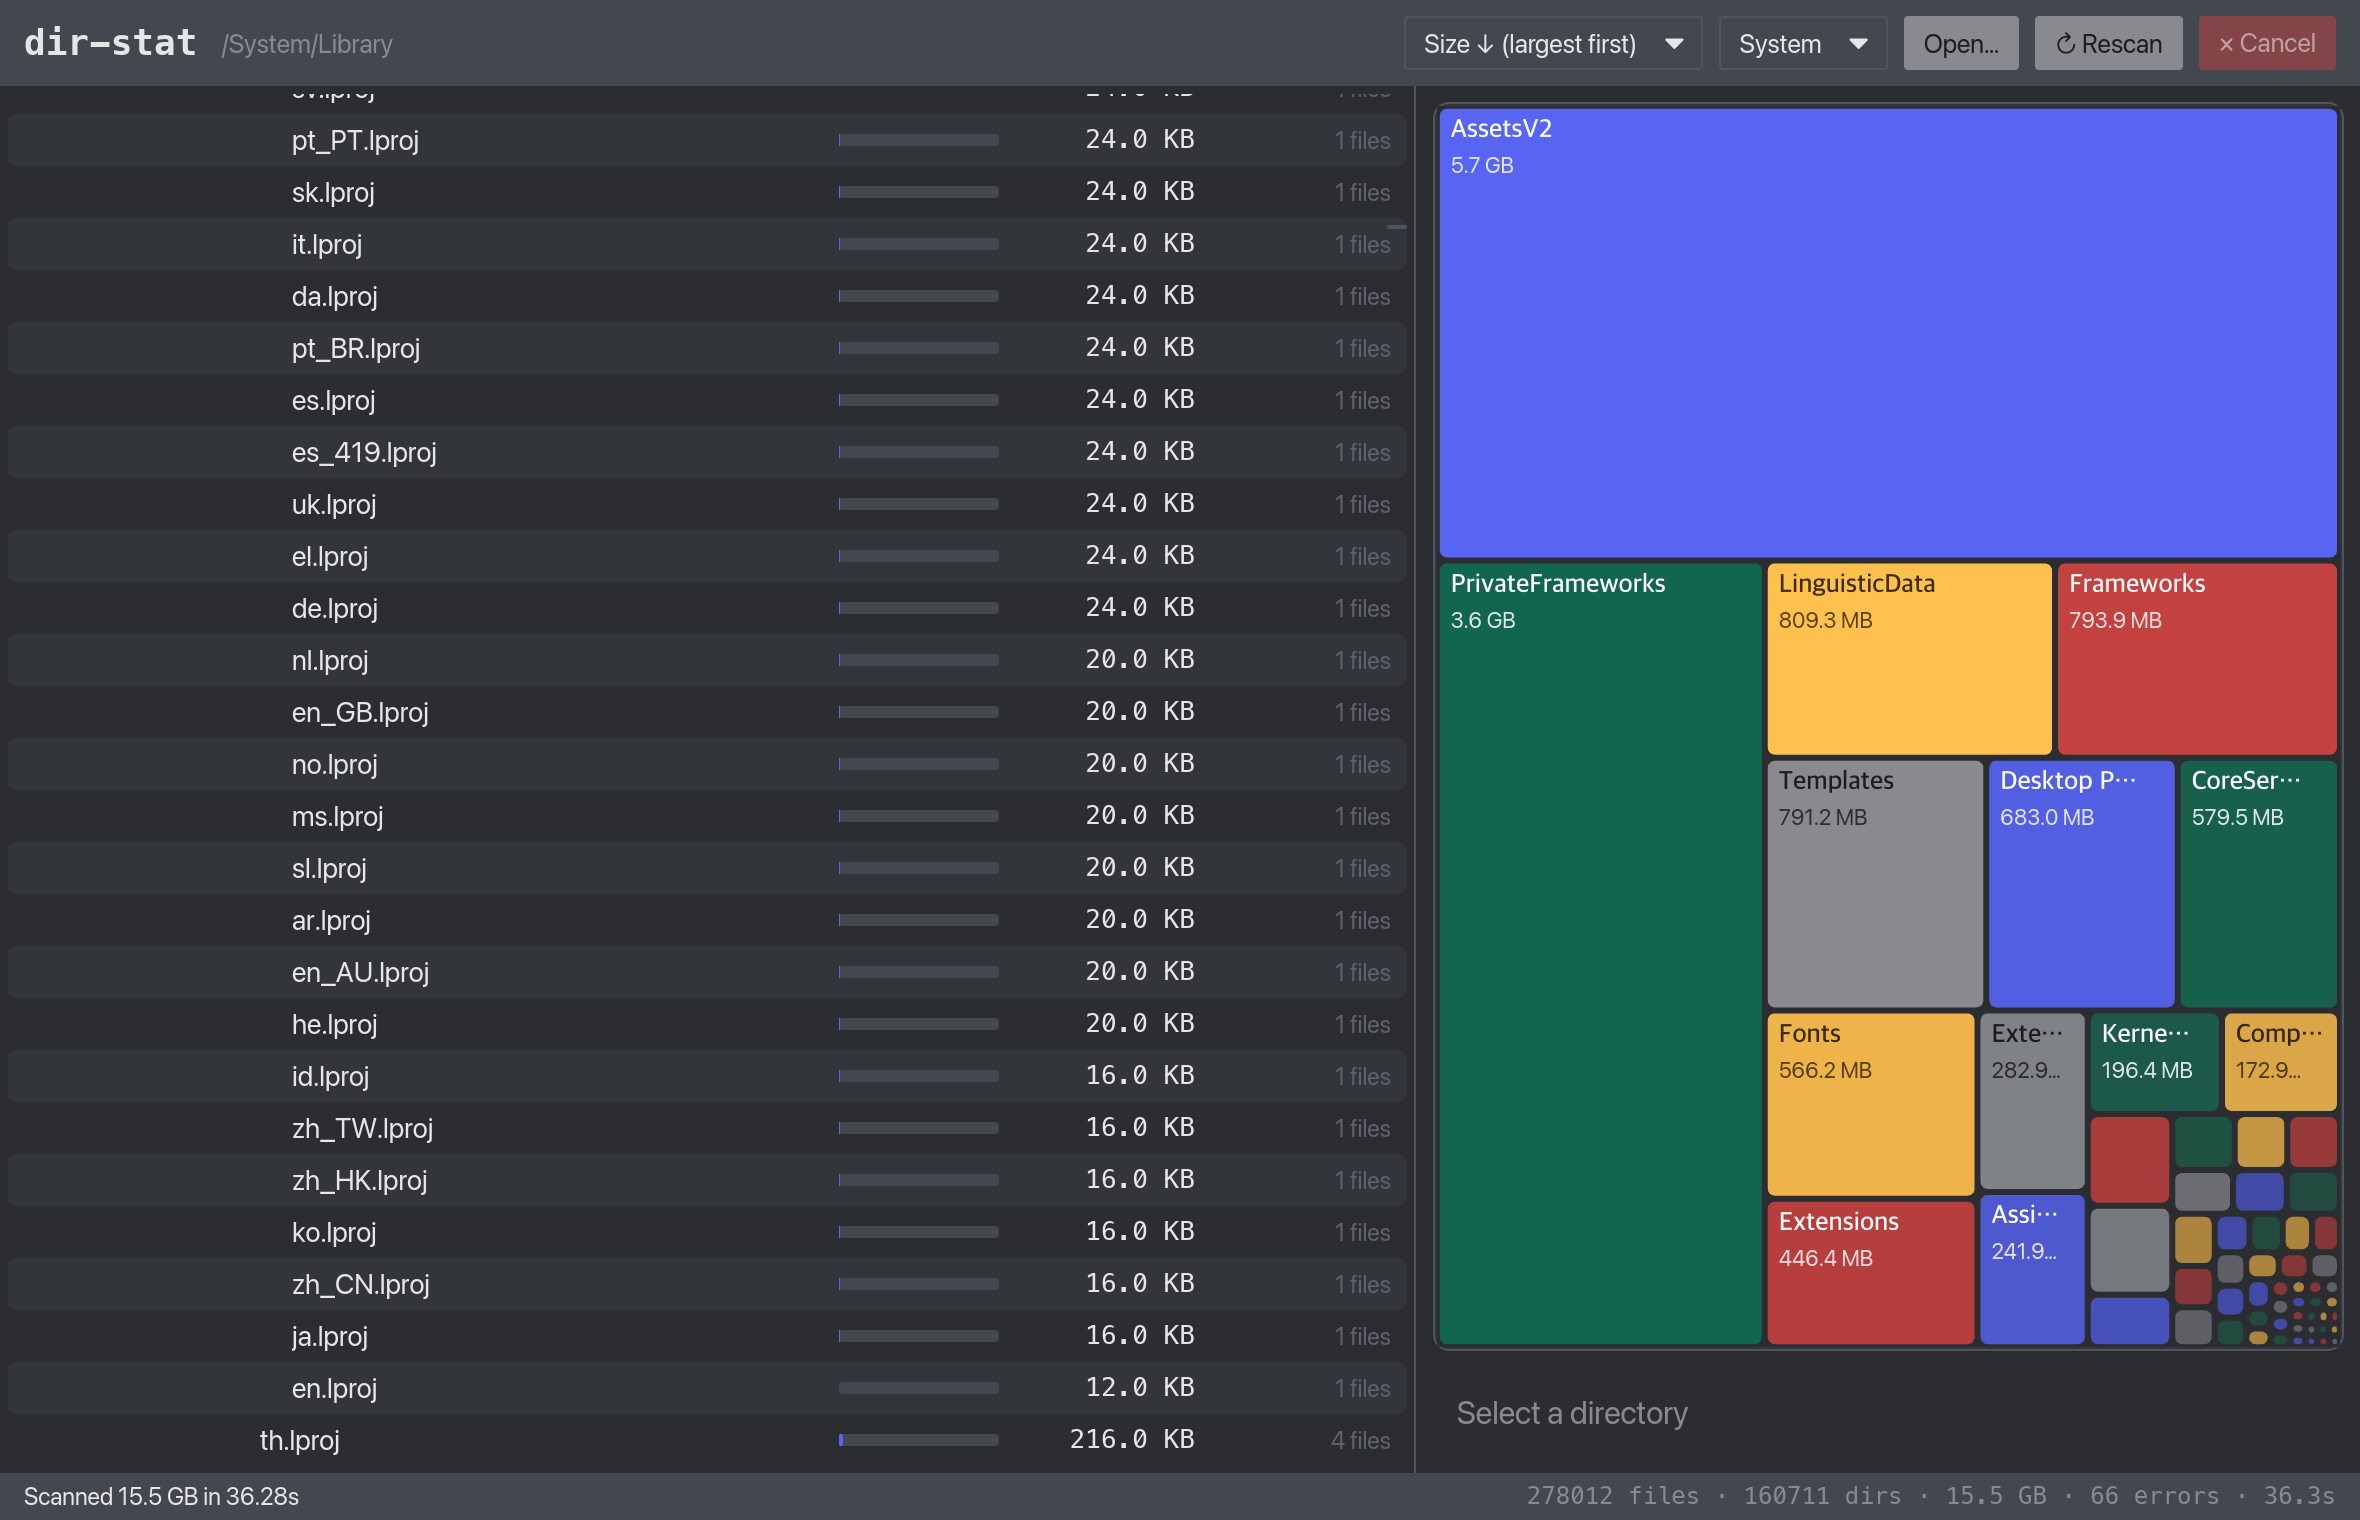 dir-stat /System/Library Size ↓ (largest first) System Open... ↻ Rescan × Cancel
sv.lproj 24.0 KB 1 files
pt_PT.lproj 24.0 KB 1 files
sk.lproj 24.0 KB 1 files
it.lproj 24.0 KB 1 files
da.lproj 24.0 KB 1 files
pt_BR.lproj 24.0 KB 1 files
es.lproj 24.0 KB 1 files
es_419.lproj 24.0 KB 1 files
uk.lproj 24.0 KB 1 files
el.lproj 24.0 KB 1 files
de.lproj 24.0 KB 1 files
nl.lproj 20.0 KB 1 files
en_GB.lproj 20.0 KB 1 files
no.lproj 20.0 KB 1 files
ms.lproj 20.0 KB 1 files
sl.lproj 20.0 KB 1 files
ar.lproj 20.0 KB 1 files
en_AU.lproj 20.0 KB 1 files
he.lproj 20.0 KB 1 files
id.lproj 16.0 KB 1 files
zh_TW.lproj 16.0 KB 1 files
zh_HK.lproj 16.0 KB 1 files
ko.lproj 16.0 KB 1 files
zh_CN.lproj 16.0 KB 1 files
ja.lproj 16.0 KB 1 files
en.lproj 12.0 KB 1 files
th.lproj 216.0 KB 4 files
AssetsV2
5.7 GB
PrivateFrameworks
3.6 GB
LinguisticData
809.3 MB
Frameworks
793.9 MB
Templates
791.2 MB
Desktop P…
683.0 MB
CoreSer…
579.5 MB
Fonts
566.2 MB
Exte…
282.9...
Kerne…
196.4 MB
Comp…
172.9...
Extensions
446.4 MB
Assi…
241.9...
Select a directory
Scanned 15.5 GB in 36.28s 278012 files · 160711 dirs · 15.5 GB · 66 errors · 36.3s